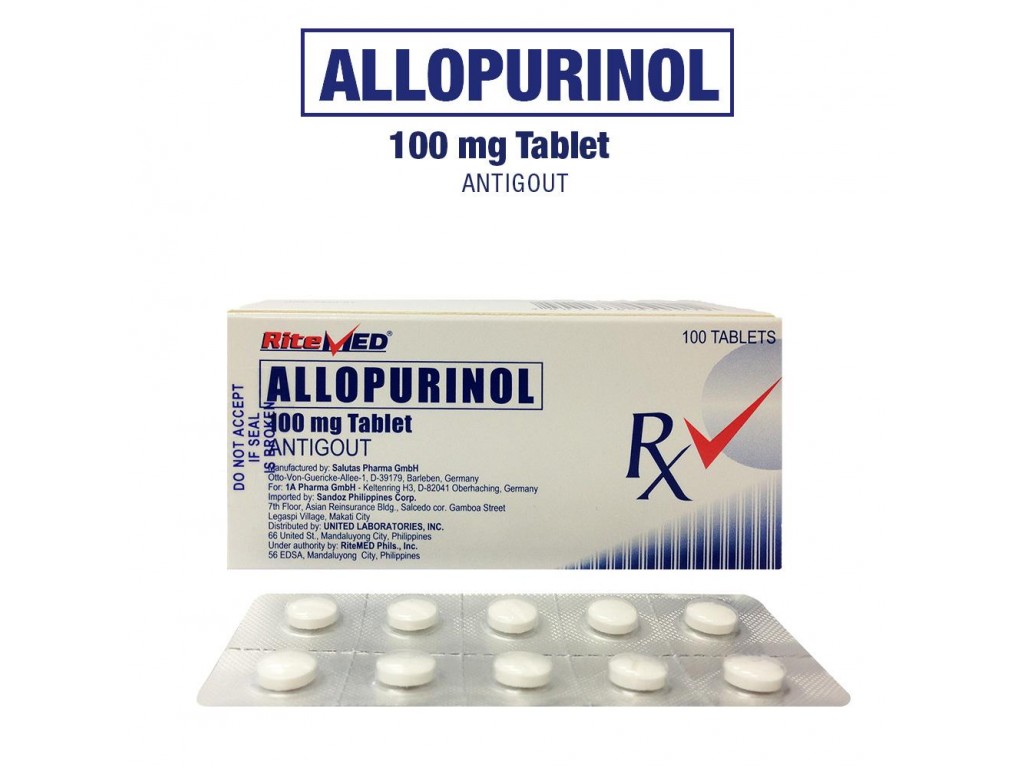 ALLOPURINOL
100 mg Tablet
ANTIGOUT
RiteMED®
100 TABLETS
ALLOPURINOL
100 mg Tablet
ANTIGOUT
DO NOT ACCEPT
IF SEAL
IS BROKEN
Manufactured by: Salutas Pharma GmbH
Otto-Von-Guericke-Allee-1, D-39179, Barleben, Germany
For: 1A Pharma GmbH - Keltenring H3, D-82041 Oberhaching, Germany
Imported by: Sandoz Philippines Corp.
7th Floor, Asian Reinsurance Bldg., Salcedo cor. Gamboa Street
Legaspi Village, Makati City
Distributed by: UNITED LABORATORIES, INC.
66 United St., Mandaluyong City, Philippines
Under authority by: RiteMED Phils., Inc.
56 EDSA, Mandaluyong City, Philippines
Rx